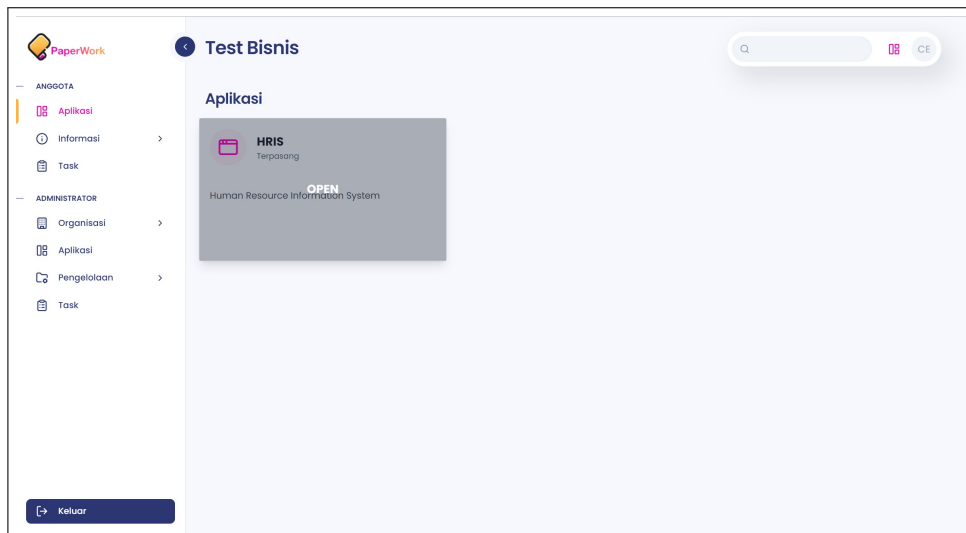 PaperWork
Test Bisnis
CE
ANGGOTA
Aplikasi
Informasi
Task
ADMINISTRATOR
Organisasi
Aplikasi
Pengelolaan
Task
Keluar
Aplikasi
HRIS
Terpasang
OPEN
Human Resource Information System